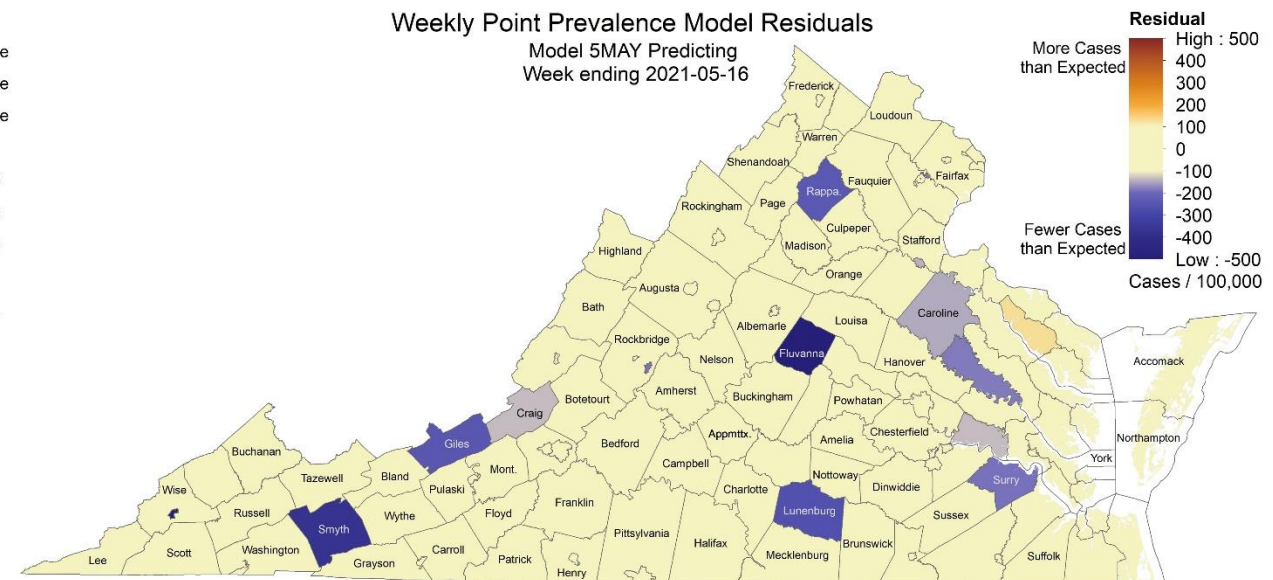 Weekly Point Prevalence Model Residuals
Model 5MAY Predicting
Week ending 2021-05-16
e
e
e
Residual
More Cases
than Expected
High : 500
400
300
200
100
0
-100
-200
-300
-400
Low : -500
Fewer Cases
than Expected
Cases / 100,000
Frederick
Loudoun
Warren
Shenandoah
Fairfax
Fauquier
Rappa.
Page
Rockingham
Culpeper
Stafford
Madison
Highland
Orange
Augusta
Bath
Caroline
Louisa
Albemarle
Rockbridge
Fluvanna
Nelson
Hanover
Accomack
Amherst
Buckingham
Botetourt
Powhatan
Craig
Appmttx.
Chesterfield
Amelia
Northampton
Giles
Bedford
Buchanan
York
Campbell
Mont.
Tazewell
Bland
Nottoway
Surry
Dinwiddie
Wise
Pulaski
Charlotte
Franklin
Lunenburg
Russell
Wythe
Floyd
Sussex
Smyth
Pittsylvania
Halifax
Brunswick
Washington
Carroll
Scott
Mecklenburg
Suffolk
Lee
Grayson
Patrick
Henry